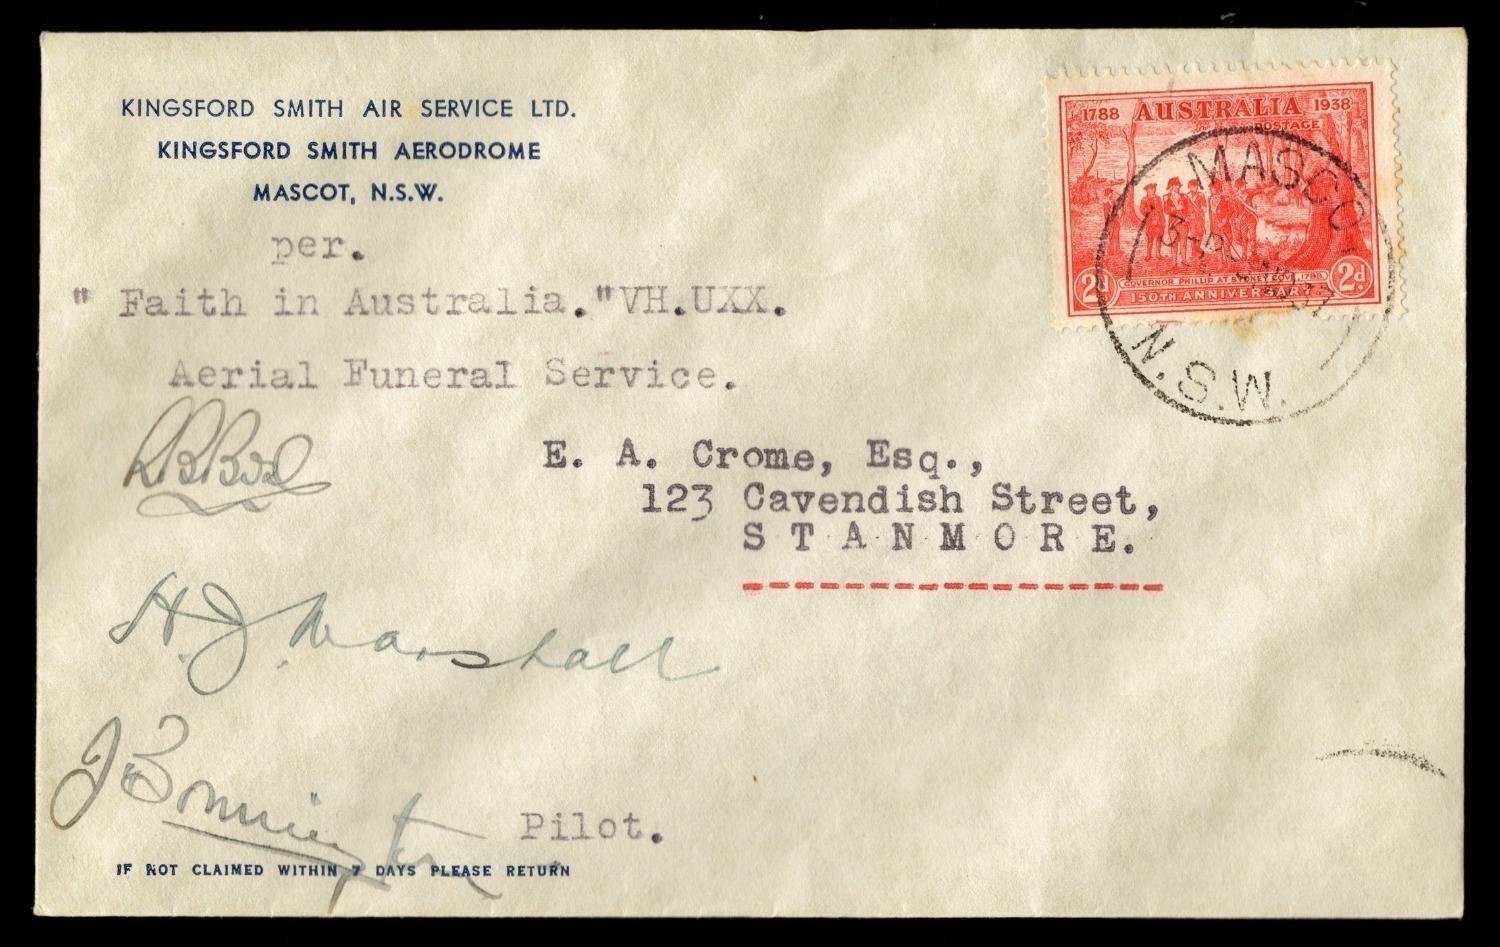 KINGSFORD SMITH AIR SERVICE LTD.
KINGSFORD SMITH AERODROME
MASCOT, N.S.W.
per.
" Faith in Australia."VH.UXX.
Aerial Funeral Service.
1788 AUSTRALIA 1938
POSTAGE
GOVERNOR PHILLIP AT SYDNEY COVE, 1788
2d 150TH ANNIVERSARY 2d
MASCOT
N.S.W.
E. A. Crome, Esq.,
123 Cavendish Street,
S T A N M O R E.
H. J. Marshall
Pilot.
IF NOT CLAIMED WITHIN 7 DAYS PLEASE RETURN